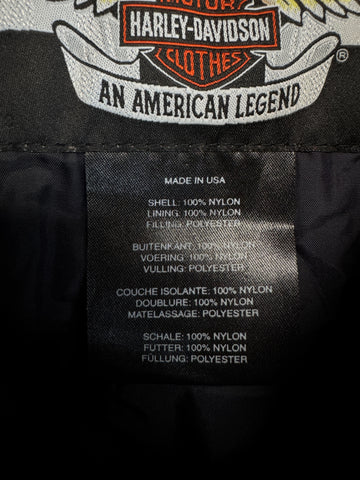 MOTOR
HARLEY-DAVIDSON
CLOTHES
®
AN AMERICAN LEGEND
MADE IN USA
SHELL: 100% NYLON
LINING: 100% NYLON
FILLING: POLYESTER
BUITENKANT: 100% NYLON
VOERING: 100% NYLON
VULLING: POLYESTER
COUCHE ISOLANTE: 100% NYLON
DOUBLURE: 100% NYLON
MATELASSAGE: POLYESTER
SCHALE: 100% NYLON
FUTTER: 100% NYLON
FÜLLUNG: POLYESTER